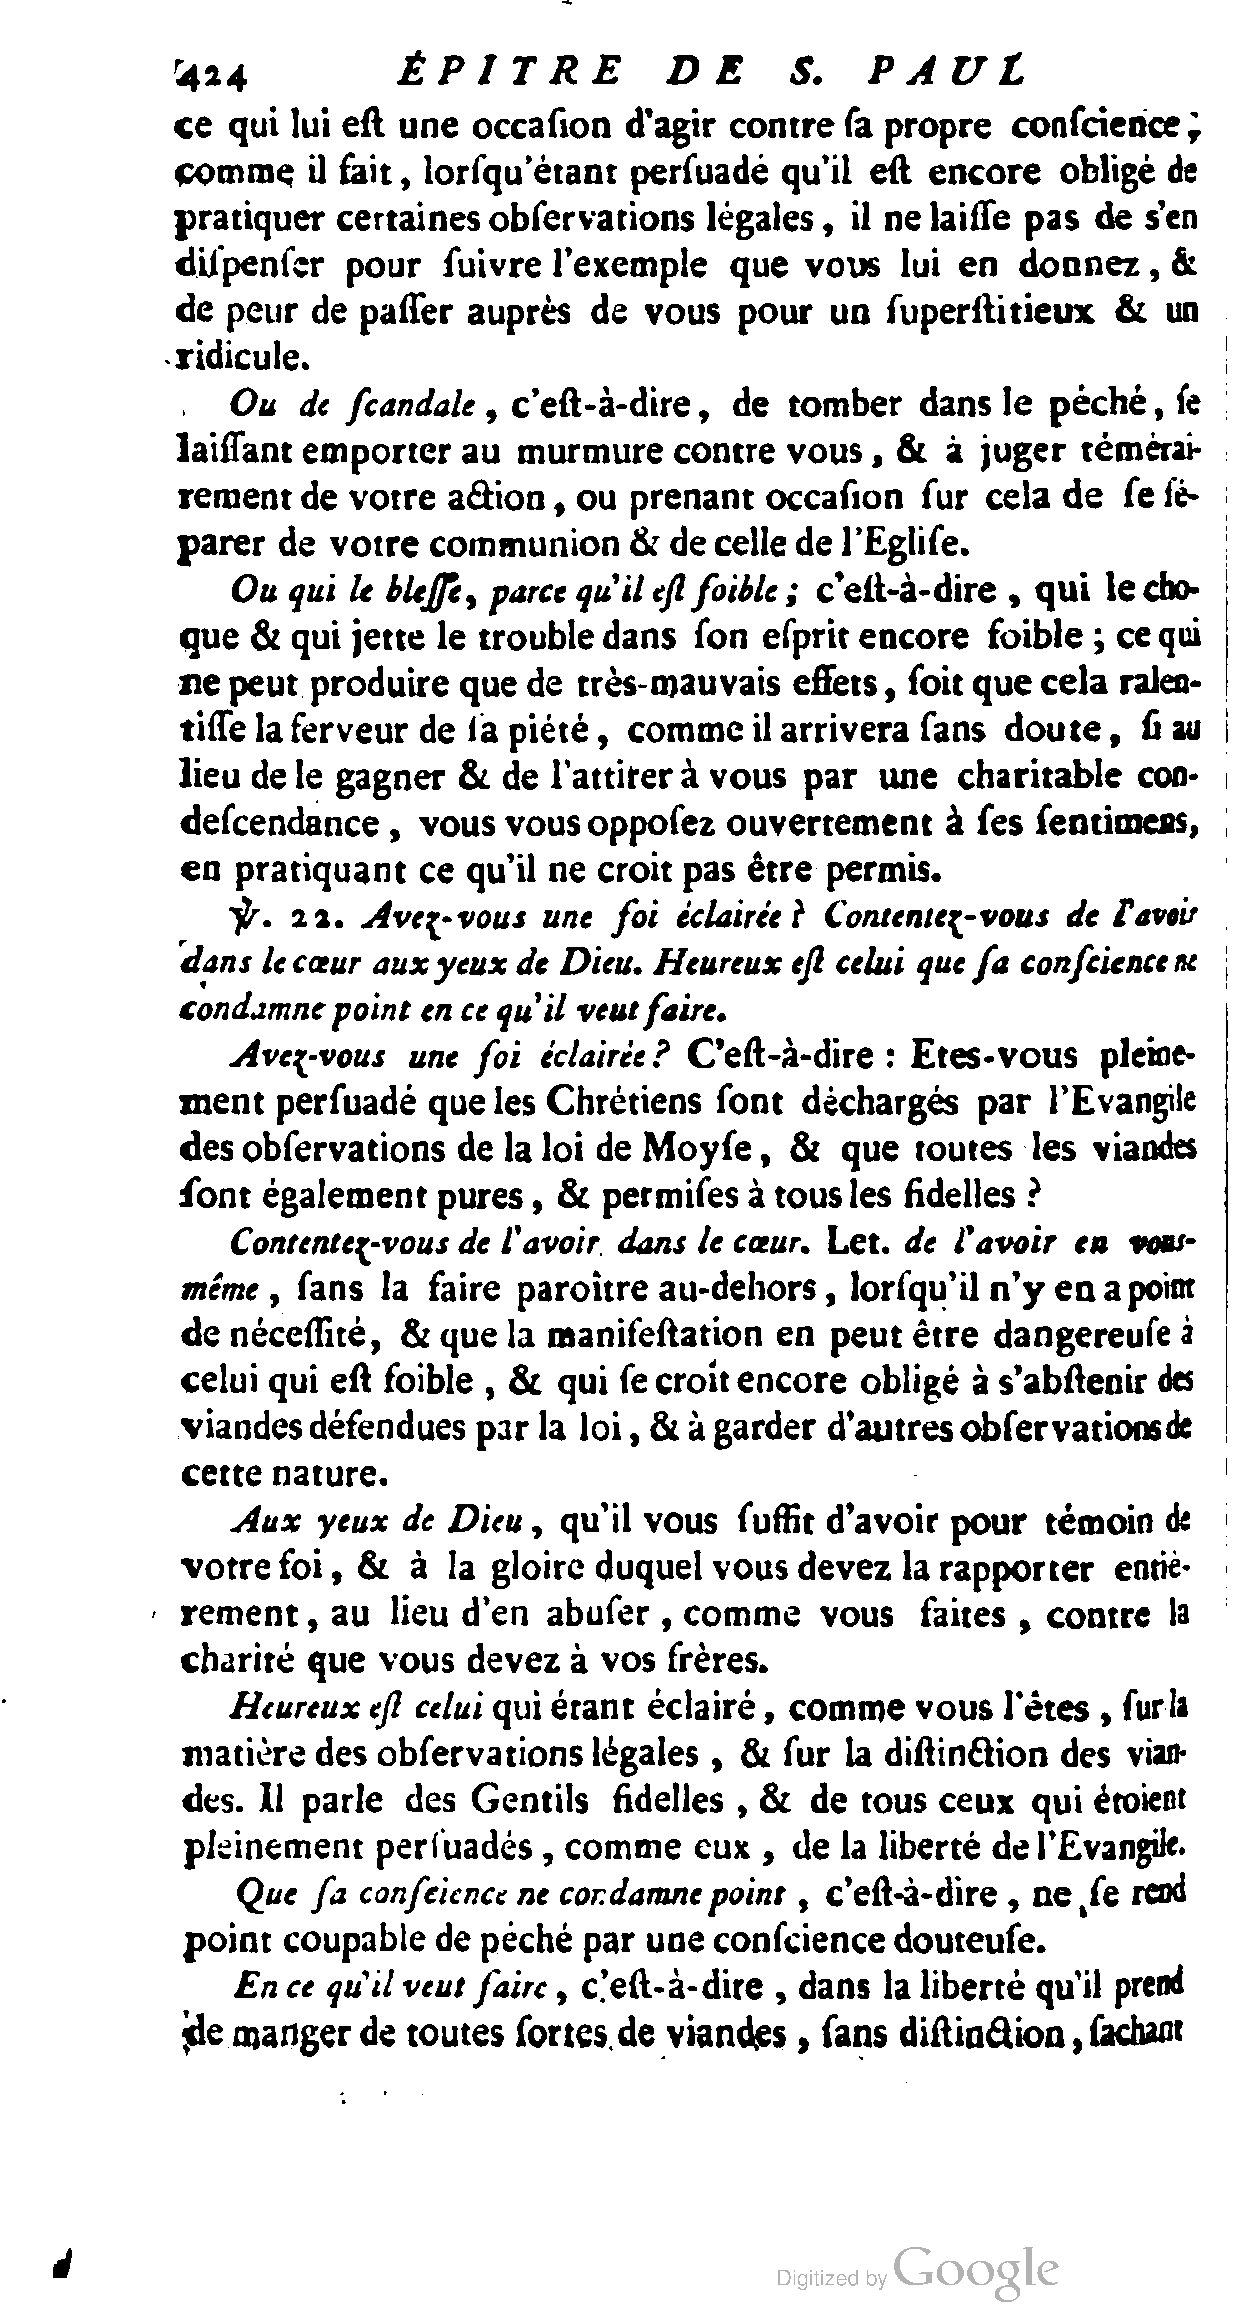 424 ÉPITRE DE S. PAUL
ce qui lui eſt une occaſion d'agir contre ſa propre conſcience;
comme il fait, lorſqu'étant perſuadé qu'il eſt encore obligé de
pratiquer certaines obſervations légales, il ne laiſſe pas de s'en
diſpenſer pour ſuivre l'exemple que vous lui en donnez, &
de peur de paſſer auprès de vous pour un ſuperſtitieux & un
ridicule.
Ou de ſcandale, c'eſt-à-dire, de tomber dans le péché, ſe
laiſſant emporter au murmure contre vous, & à juger témérai-
rement de votre action, ou prenant occaſion ſur cela de ſe ſé-
parer de votre communion & de celle de l'Egliſe.
Ou qui le bleſſe, parce qu'il eſt foible; c'eſt-à-dire, qui le cho-
que & qui jette le trouble dans ſon eſprit encore foible; ce qui
ne peut produire que de très-mauvais effets, ſoit que cela ralen-
tiſſe la ferveur de ſa piété, comme il arrivera ſans doute, ſi au
lieu de le gagner & de l'attirer à vous par une charitable con-
deſcendance, vous vous oppoſez ouvertement à ſes ſentimens,
en pratiquant ce qu'il ne croit pas être permis.
℣. 22. Avez-vous une foi éclairée? Contentez-vous de l'avoir
dans le cœur aux yeux de Dieu. Heureux eſt celui que ſa conſcience ne
condamne point en ce qu'il veut faire.
Avez-vous une foi éclairée? C'eſt-à-dire: Etes-vous pleine-
ment perſuadé que les Chrétiens ſont déchargés par l'Evangile
des obſervations de la loi de Moyſe, & que toutes les viandes
ſont également pures, & permiſes à tous les fidelles?
Contentez-vous de l'avoir dans le cœur. Let. de l'avoir en vous-
même, ſans la faire paroître au-dehors, lorſqu'il n'y en a point
de néceſſité, & que la manifeſtation en peut être dangereuſe à
celui qui eſt foible, & qui ſe croit encore obligé à s'abſtenir des
viandes défendues par la loi, & à garder d'autres obſervations de
cette nature.
Aux yeux de Dieu, qu'il vous ſuffit d'avoir pour témoin de
votre foi, & à la gloire duquel vous devez la rapporter entiè-
rement, au lieu d'en abuſer, comme vous faites, contre la
charité que vous devez à vos frères.
Heureux eſt celui qui étant éclairé, comme vous l'êtes, ſur la
matière des obſervations légales, & ſur la diſtinction des vian-
des. Il parle des Gentils fidelles, & de tous ceux qui étoient
pleinement perſuadés, comme eux, de la liberté de l'Evangile.
Que ſa conſcience ne condamne point, c'eſt-à-dire, ne ſe rend
point coupable de péché par une conſcience douteuſe.
En ce qu'il veut faire, c'eſt-à-dire, dans la liberté qu'il prend
de manger de toutes ſortes de viandes, ſans diſtinction, ſachant
Digitized by Google